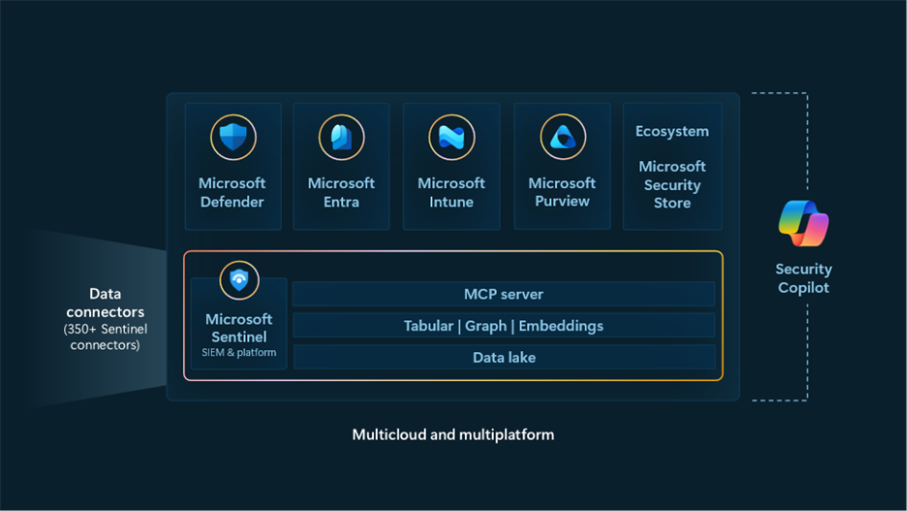 Microsoft
Defender
Microsoft
Entra
Microsoft
Intune
Microsoft
Purview
Ecosystem
Microsoft
Security
Store
Data
connectors
(350+ Sentinel
connectors)
Microsoft
Sentinel
SIEM & platform
MCP server
Tabular | Graph | Embeddings
Data lake
Security
Copilot
Multicloud and multiplatform